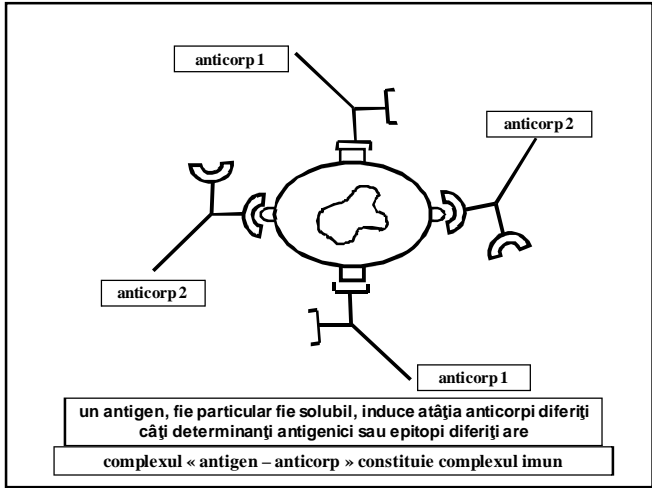 anticorp 1
anticorp 2
anticorp 2
anticorp 1
un antigen, fie particular fie solubil, induce atâţia anticorpi diferiţi
câţi determinanţi antigenici sau epitopi diferiţi are
complexul « antigen – anticorp » constituie complexul imun